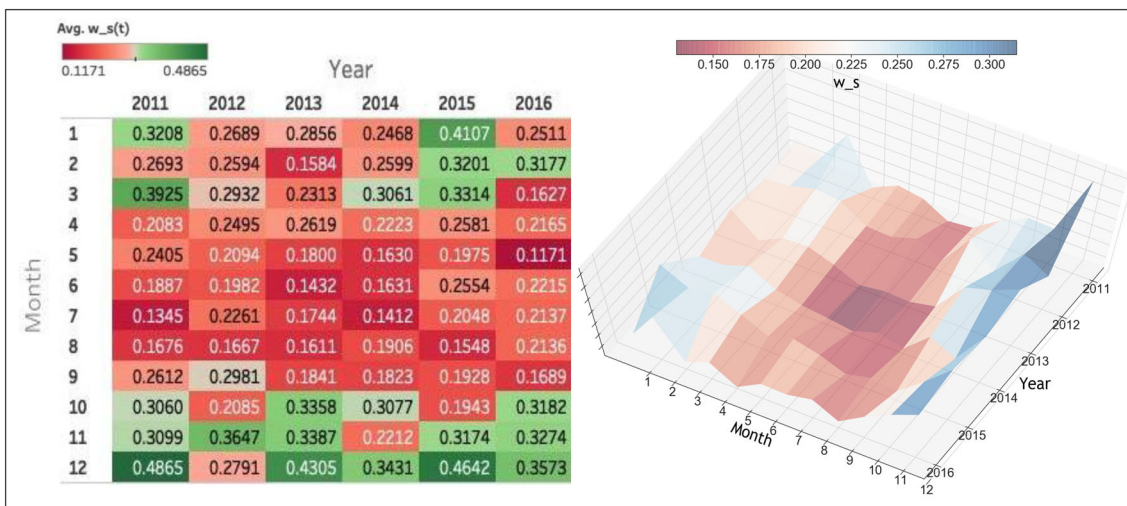 Avg. w_s(t)
0.1171 0.4865
Year
2011 2012 2013 2014 2015 2016
1 0.3208 0.2689 0.2856 0.2468 0.4107 0.2511
2 0.2693 0.2594 0.1584 0.2599 0.3201 0.3177
3 0.3925 0.2932 0.2313 0.3061 0.3314 0.1627
4 0.2083 0.2495 0.2619 0.2223 0.2581 0.2165
5 0.2405 0.2094 0.1800 0.1630 0.1975 0.1171
6 0.1887 0.1982 0.1432 0.1631 0.2554 0.2215
7 0.1345 0.2261 0.1744 0.1412 0.2048 0.2137
8 0.1676 0.1667 0.1611 0.1906 0.1548 0.2136
9 0.2612 0.2981 0.1841 0.1823 0.1928 0.1689
10 0.3060 0.2085 0.3358 0.3077 0.1943 0.3182
11 0.3099 0.3647 0.3387 0.2212 0.3174 0.3274
12 0.4865 0.2791 0.4305 0.3431 0.4642 0.3573
Month
0.150 0.175 0.200 0.225 0.250 0.275 0.300
w_s
1 2 3 4 5 6 7 8 9 10 11 12
Month
2011
2012
2013
2014
2015
2016
Year